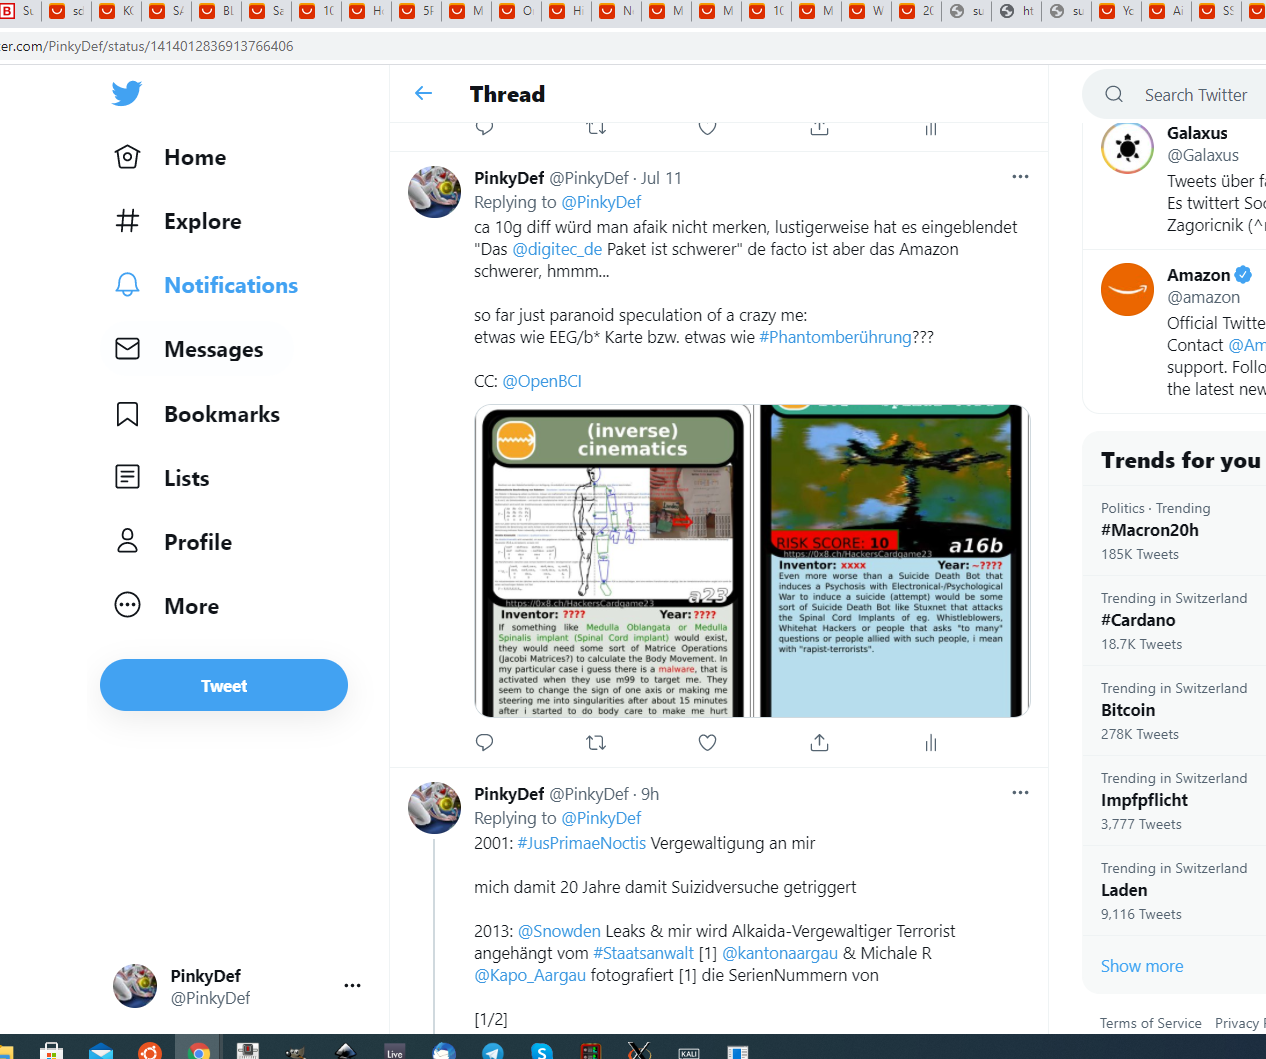 Su
sd
KC
SA
BL
Sa
10
He
5F
M
O
Hi
N
M
M
10
M
W
20
su
ht
su
Yc
Ai
SS
er.com/PinkyDef/status/1414012836913766406
Thread
Search Twitter
Home
Explore
Notifications
Messages
Bookmarks
Lists
Profile
More
Tweet
PinkyDef
@PinkyDef
PinkyDef @PinkyDef · Jul 11
Replying to @PinkyDef
ca 10g diff würd man afaik nicht merken, lustigerweise hat es eingeblendet
"Das @digitec_de Paket ist schwerer" de facto ist aber das Amazon
schwerer, hmmm...
so far just paranoid speculation of a crazy me:
etwas wie EEG/b* Karte bzw. etwas wie #Phantomberührung???
CC: @OpenBCI
(inverse)
cinematics
a23
https://0x8.ch/HackersCardgame23
Inventor: ????
Year: ????
If something like Medulla Oblangata or Medulla
Spinalis implant (Spinal Cord implant) would exist,
they would need some sort of Matrice Operations
(Jacobi Matrices?) to calculate the Body Movement. In
my particular case i guess there is a malware, that is
activated when they use m99 to target me. They
seem to change the sign of one axis or making me
steering me into singularities after about 15 minutes
after i started to do body care to make me hurt
RISK SCORE: 10
a16b
https://0x8.ch/HackersCardgame23
Inventor: xxxx
Year: ~????
Even more worse than a Suicide Death Bot that
induces a Psychosis with Electronical-/Psychological
War to induce a suicide (attempt) would be some
sort of Suicide Death Bot like Stuxnet that attacks
the Spinal Cord Implants of eg. Whistleblowers,
Whitehat Hackers or people that asks "to many"
questions or people allied with such people, i mean
with "rapist-terrorists".
PinkyDef @PinkyDef · 9h
Replying to @PinkyDef
2001: #JusPrimaeNoctis Vergewaltigung an mir
mich damit 20 Jahre damit Suizidversuche getriggert
2013: @Snowden Leaks & mir wird Alkaida-Vergewaltiger Terrorist
angehängt vom #Staatsanwalt [1] @kantonaargau & Michale R
@Kapo_Aargau fotografiert [1] die SerienNummern von
[1/2]
Galaxus
@Galaxus
Tweets über fa
Es twittert Soc
Zagoricnik (^r
Amazon
@amazon
Official Twitte
Contact @Am
support. Follo
the latest new
Trends for you
Politics · Trending
#Macron20h
185K Tweets
Trending in Switzerland
#Cardano
18.7K Tweets
Trending in Switzerland
Bitcoin
278K Tweets
Trending in Switzerland
Impfpflicht
3,777 Tweets
Trending in Switzerland
Laden
9,116 Tweets
Show more
Terms of Service Privacy P
Live
KALI